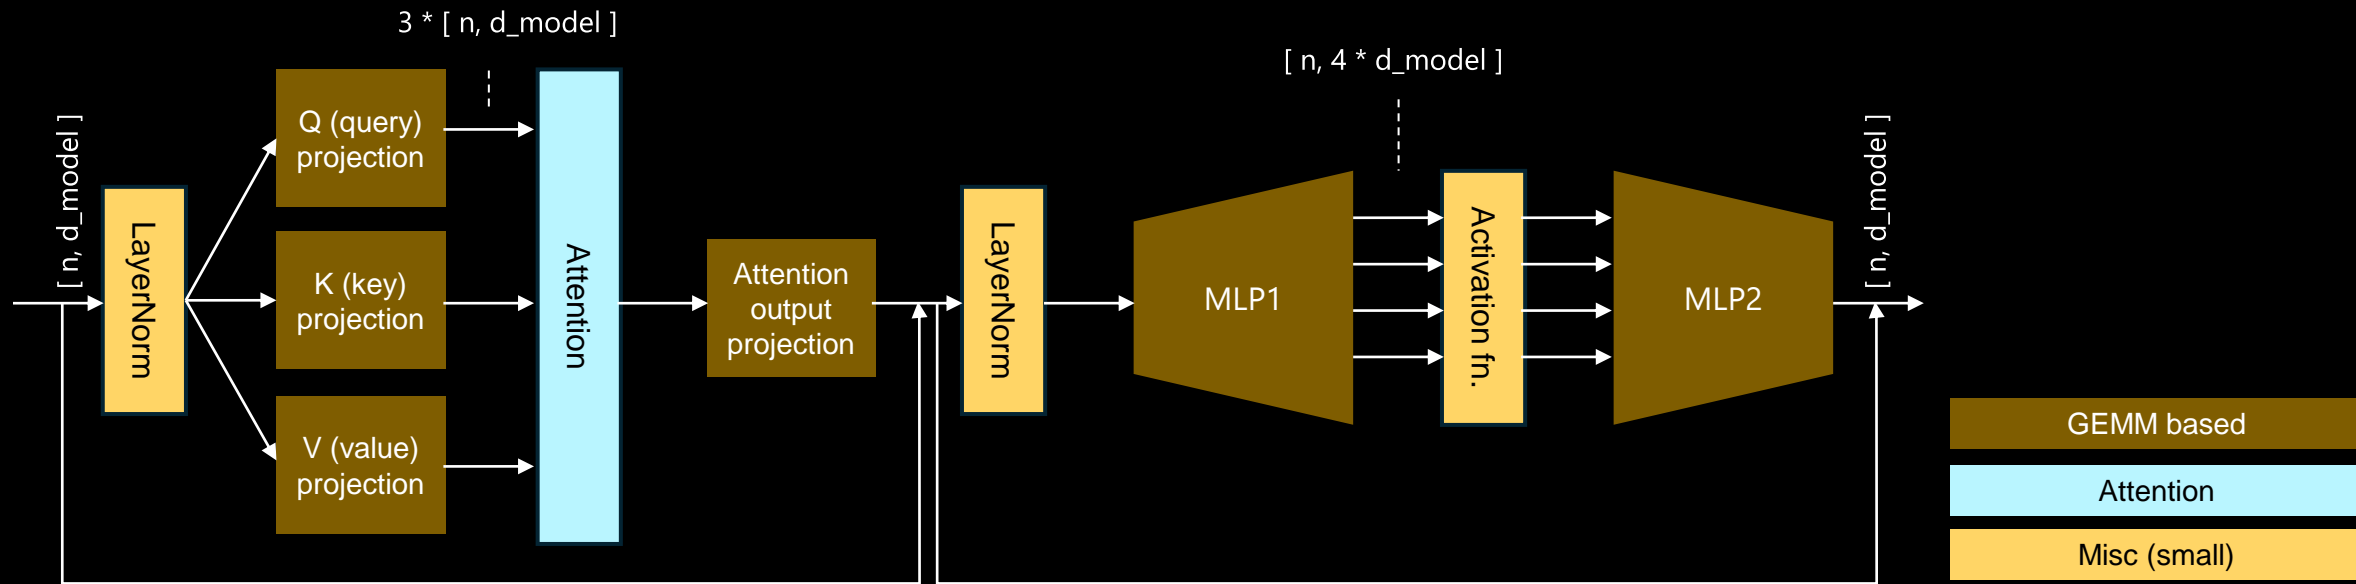 3 * [ n, d_model ]
[ n, d_model ]
LayerNorm
Q (query)
projection
K (key)
projection
V (value)
projection
Attention
Attention
output
projection
LayerNorm
MLP1
[ n, 4 * d_model ]
Activation fn.
MLP2
[ n, d_model ]
GEMM based
Attention
Misc (small)